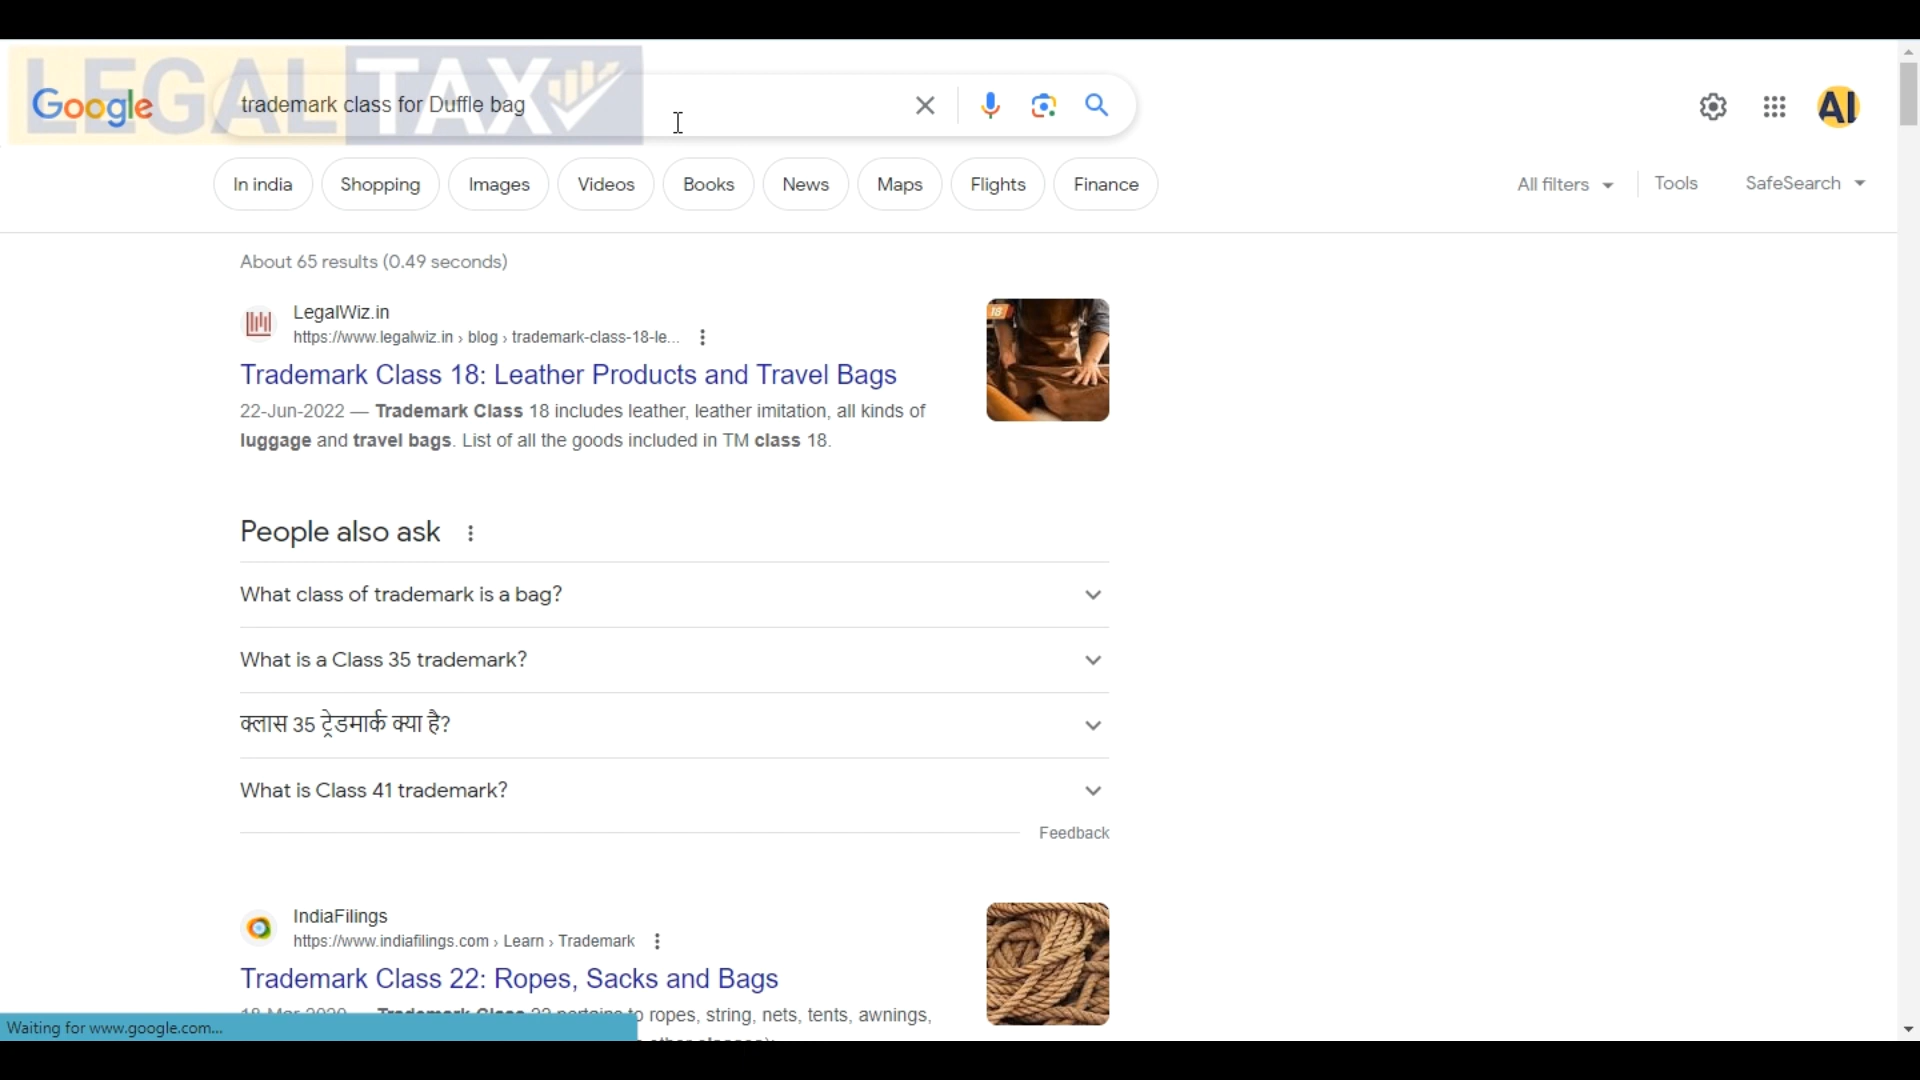 LEGAL TAX
Google
trademark class for Duffle bag
AI
In india
Shopping
Images
Videos
Books
News
Maps
Flights
Finance
All filters
Tools
SafeSearch
About 65 results (0.49 seconds)
LegalWiz.in
https://www.legalwiz.in › blog › trademark-class-18-le...
18
Trademark Class 18: Leather Products and Travel Bags
22-Jun-2022 — Trademark Class 18 includes leather, leather imitation, all kinds of
luggage and travel bags. List of all the goods included in TM class 18.
People also ask
What class of trademark is a bag?
What is a Class 35 trademark?
क्लास 35 ट्रेडमार्क क्या है?
What is Class 41 trademark?
Feedback
IndiaFilings
https://www.indiafilings.com › Learn › Trademark
Trademark Class 22: Ropes, Sacks and Bags
to ropes, string, nets, tents, awnings,
Waiting for www.google.com...